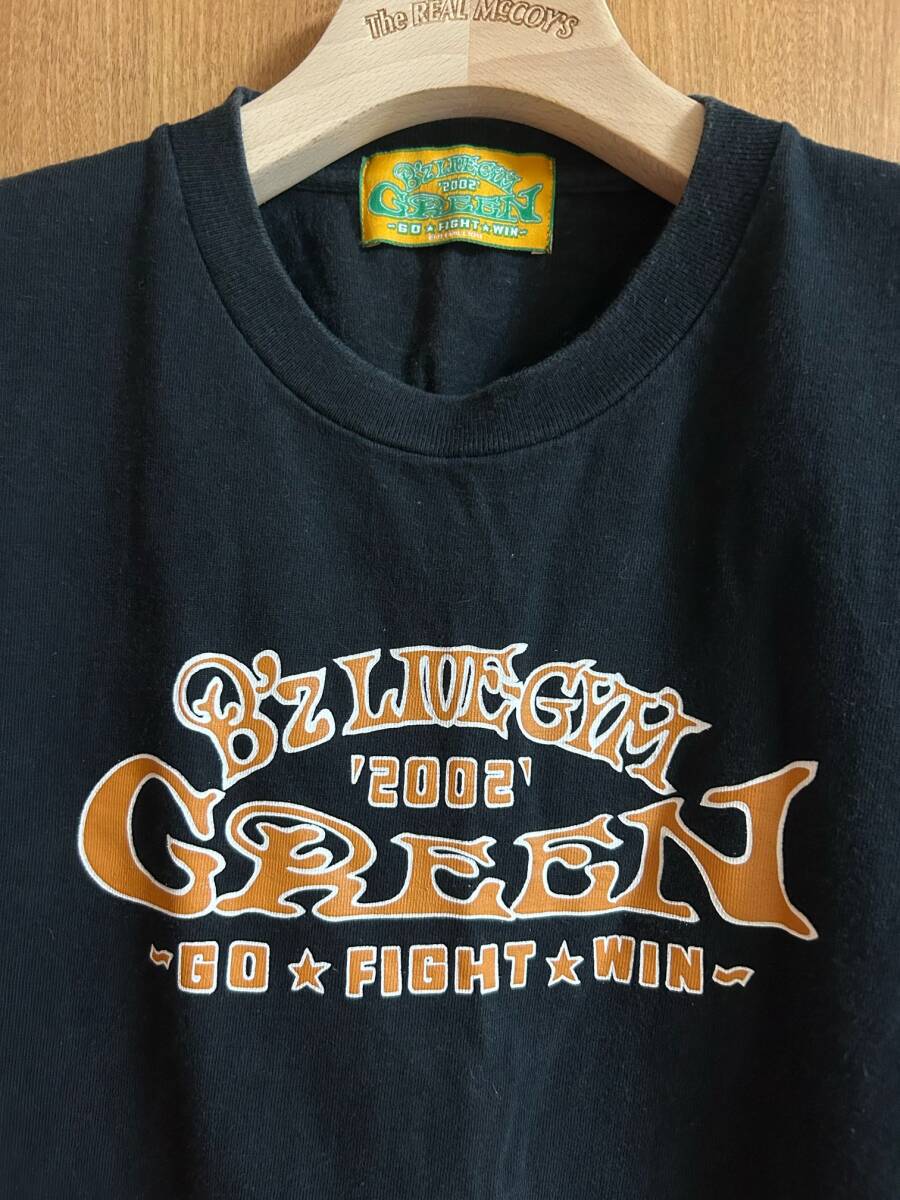 The REAL McCOY'S
B'z LIVE-GYM
'2002'
GREEN
~GO★FIGHT★WIN~
B'z LIVE-GYM
'2002'
GREEN
~GO★FIGHT★WIN~